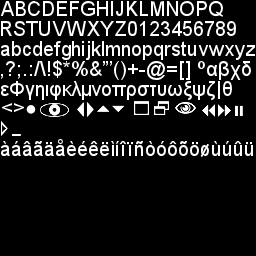 ABCDEFGHIJKLMNOPQ
RSTUVWXYZ0123456789
abcdefghijklmnopqrstuvwxyz
,?;.:/\!$*%&"'()+-@=[] ºαβχδ
εΦγηιφκλμνοπρστυωξψζ|θ
<>
_
àáâãäåèéêëìíîïñòóôõöøùúûü